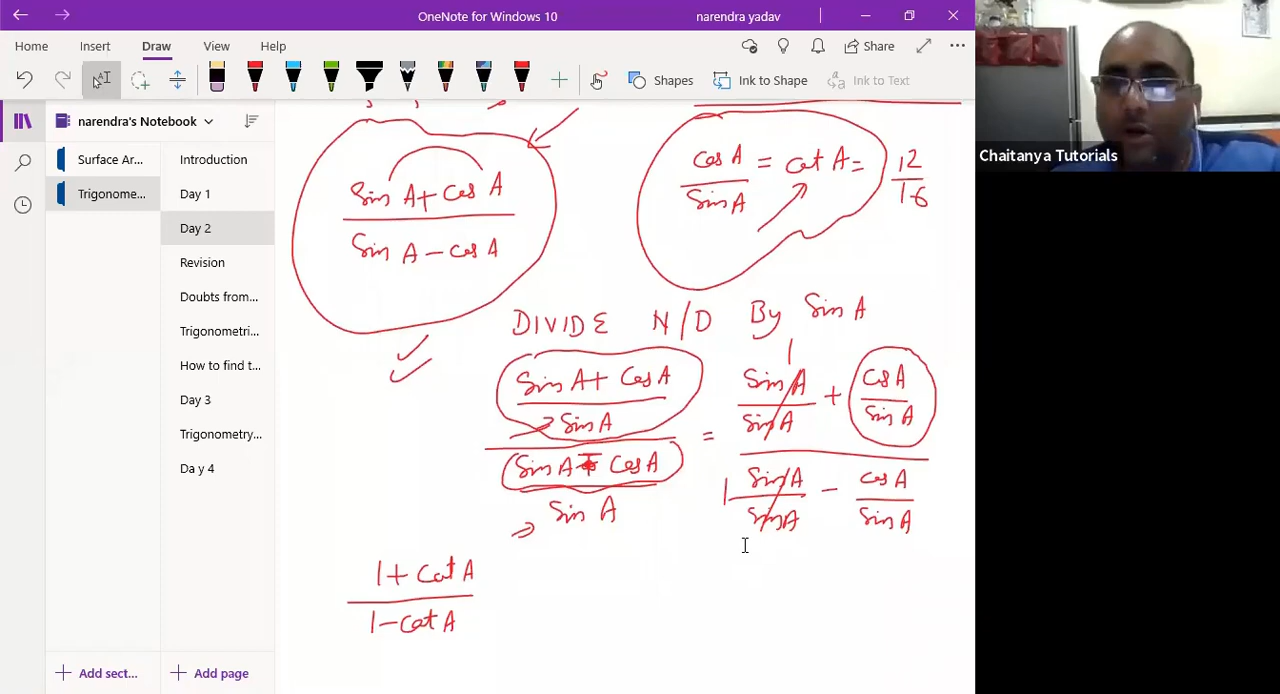 OneNote for Windows 10
narendra yadav
Home Insert Draw View Help
Share
Shapes
Ink to Shape
Ink to Text
narendra's Notebook
Surface Ar...
Trigonome...
Introduction
Day 1
Day 2
Revision
Doubts from...
Trigonometri...
How to find t...
Day 3
Trigonometry...
Da y 4
Add sect...
Add page
Sin A + Cos A
Sin A - Cos A
Cos A / Sin A = Cot A = 12/16
DIVIDE N/D By Sin A
Sin A + Cos A / Sin A = Sin A / Sin A + Cos A / Sin A
1
Sin A - Cos A / Sin A
1 Sin A / Sin A - Cos A / Sin A
1 + Cot A
1 - Cot A
Chaitanya Tutorials